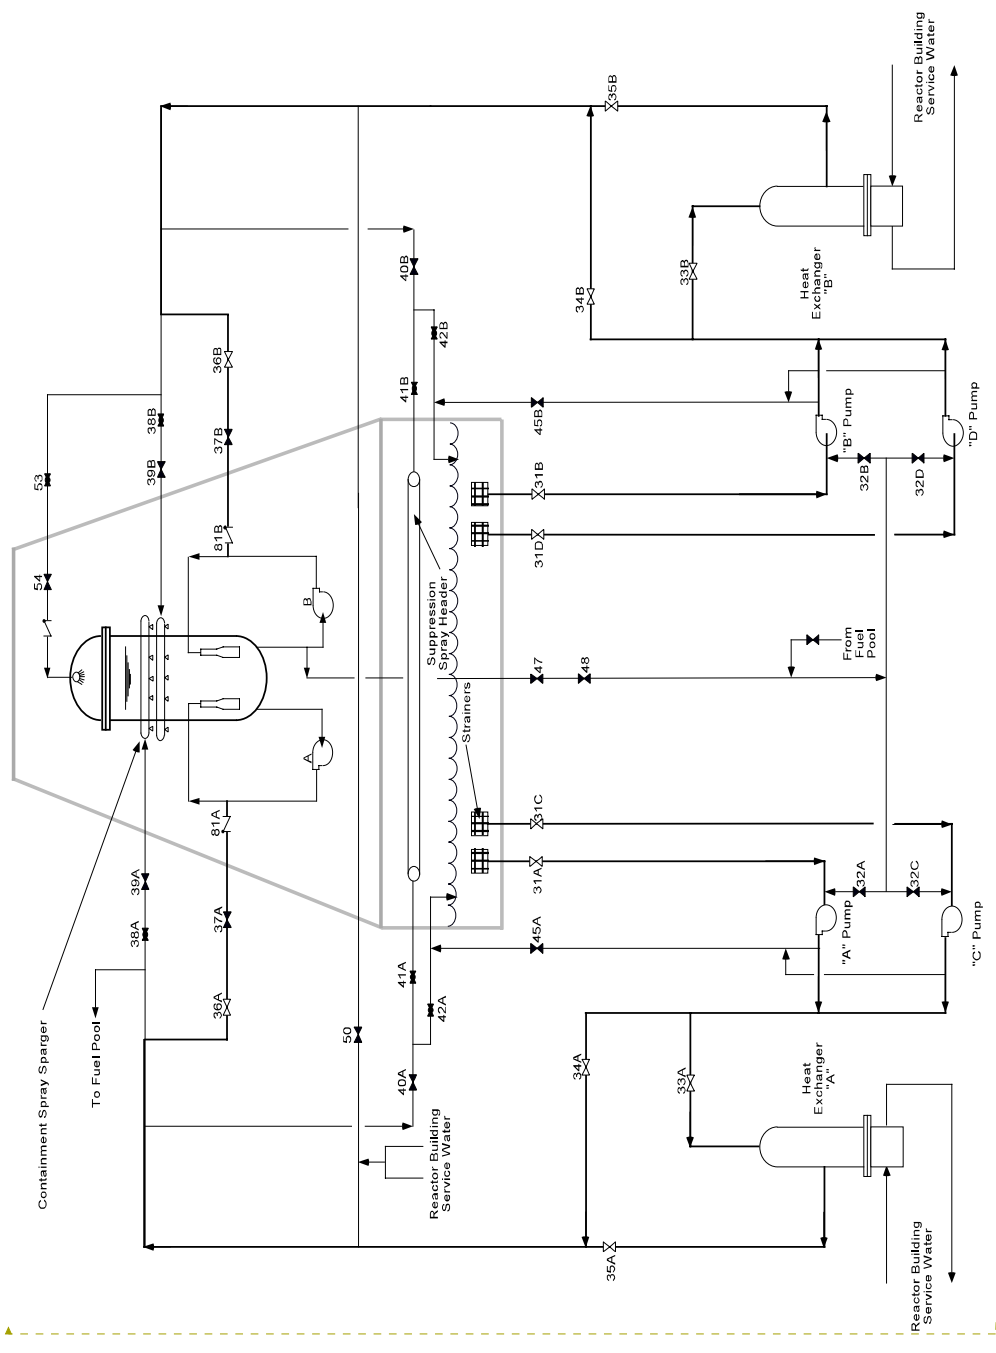 Containment Spray Sparger
54
53
To Fuel Pool
38A
39A
39B
38B
36A
37A
81A
81B
37B
36B
A
B
50
40A
41A
41B
40B
Reactor Building
Service Water
42A
Suppression
Spray Header
42B
Strainers
45A
31A
31C
47
31D
31B
45B
34A
48
34B
35A
35B
33A
33B
Heat
Exchanger
"A"
Heat
Exchanger
"B"
From
Fuel
Pool
"A" Pump
"B" Pump
32A
32B
32C
32D
Reactor Building
Service Water
Reactor Building
Service Water
"C" Pump
"D" Pump